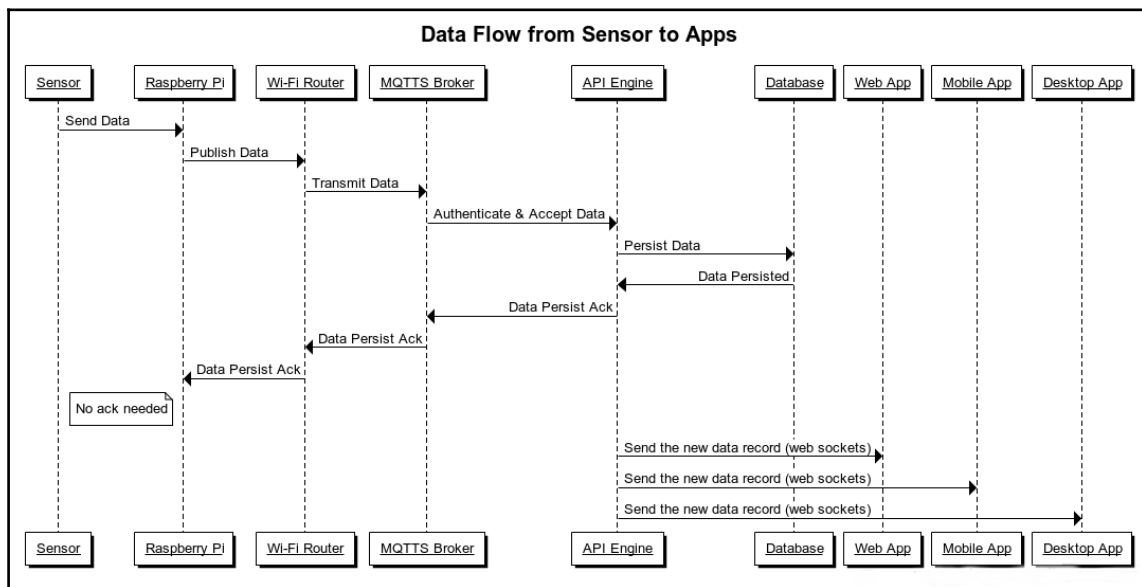 Data Flow from Sensor to Apps
Sensor Raspberry Pi Wi-Fi Router MQTTS Broker API Engine Database Web App Mobile App Desktop App
Send Data
Publish Data
Transmit Data
Authenticate & Accept Data
Persist Data
Data Persisted
Data Persist Ack
Data Persist Ack
Data Persist Ack
No ack needed
Send the new data record (web sockets)
Send the new data record (web sockets)
Send the new data record (web sockets)
Sensor Raspberry Pi Wi-Fi Router MQTTS Broker API Engine Database Web App Mobile App Desktop App